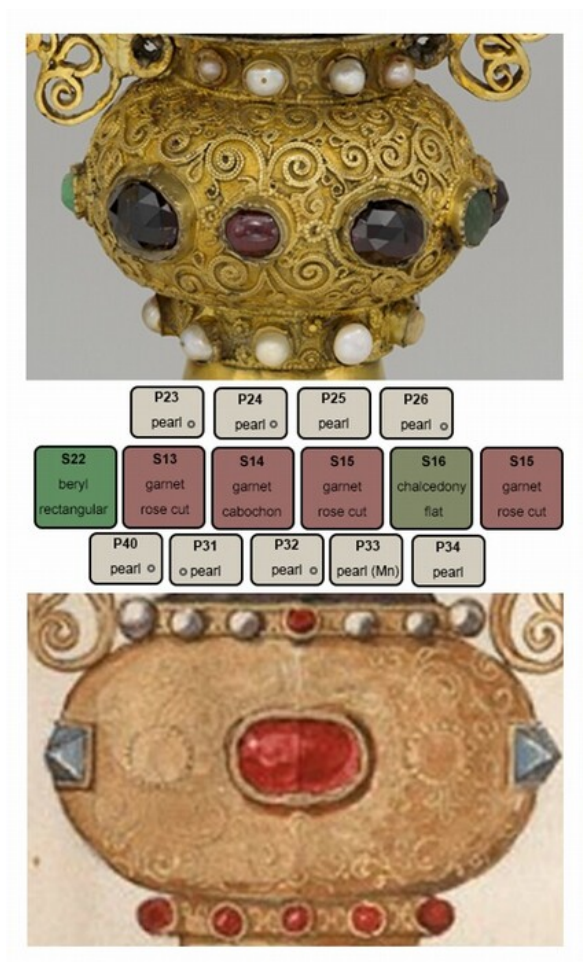 P23
pearl
P24
pearl
P25
pearl
P26
pearl
S22
beryl
rectangular
S13
garnet
rose cut
S14
garnet
cabochon
S15
garnet
rose cut
S16
chalcedony
flat
S15
garnet
rose cut
P40
pearl
P31
pearl
P32
pearl
P33
pearl (Mn)
P34
pearl